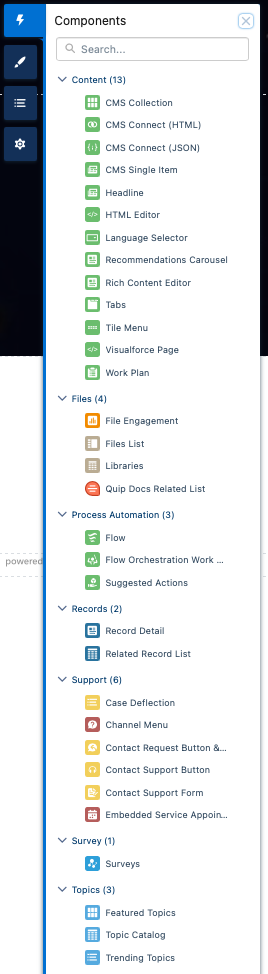 Components
Search...
Content (13)
CMS Collection
CMS Connect (HTML)
CMS Connect (JSON)
CMS Single Item
Headline
HTML Editor
Language Selector
Recommendations Carousel
Rich Content Editor
Tabs
Tile Menu
Visualforce Page
Work Plan
Files (4)
File Engagement
Files List
Libraries
Quip Docs Related List
Process Automation (3)
Flow
powered
Flow Orchestration Work ...
Suggested Actions
Records (2)
Record Detail
Related Record List
Support (6)
Case Deflection
Channel Menu
Contact Request Button &...
Contact Support Button
Contact Support Form
Embedded Service Appoin...
Survey (1)
Surveys
Topics (3)
Featured Topics
Topic Catalog
Trending Topics